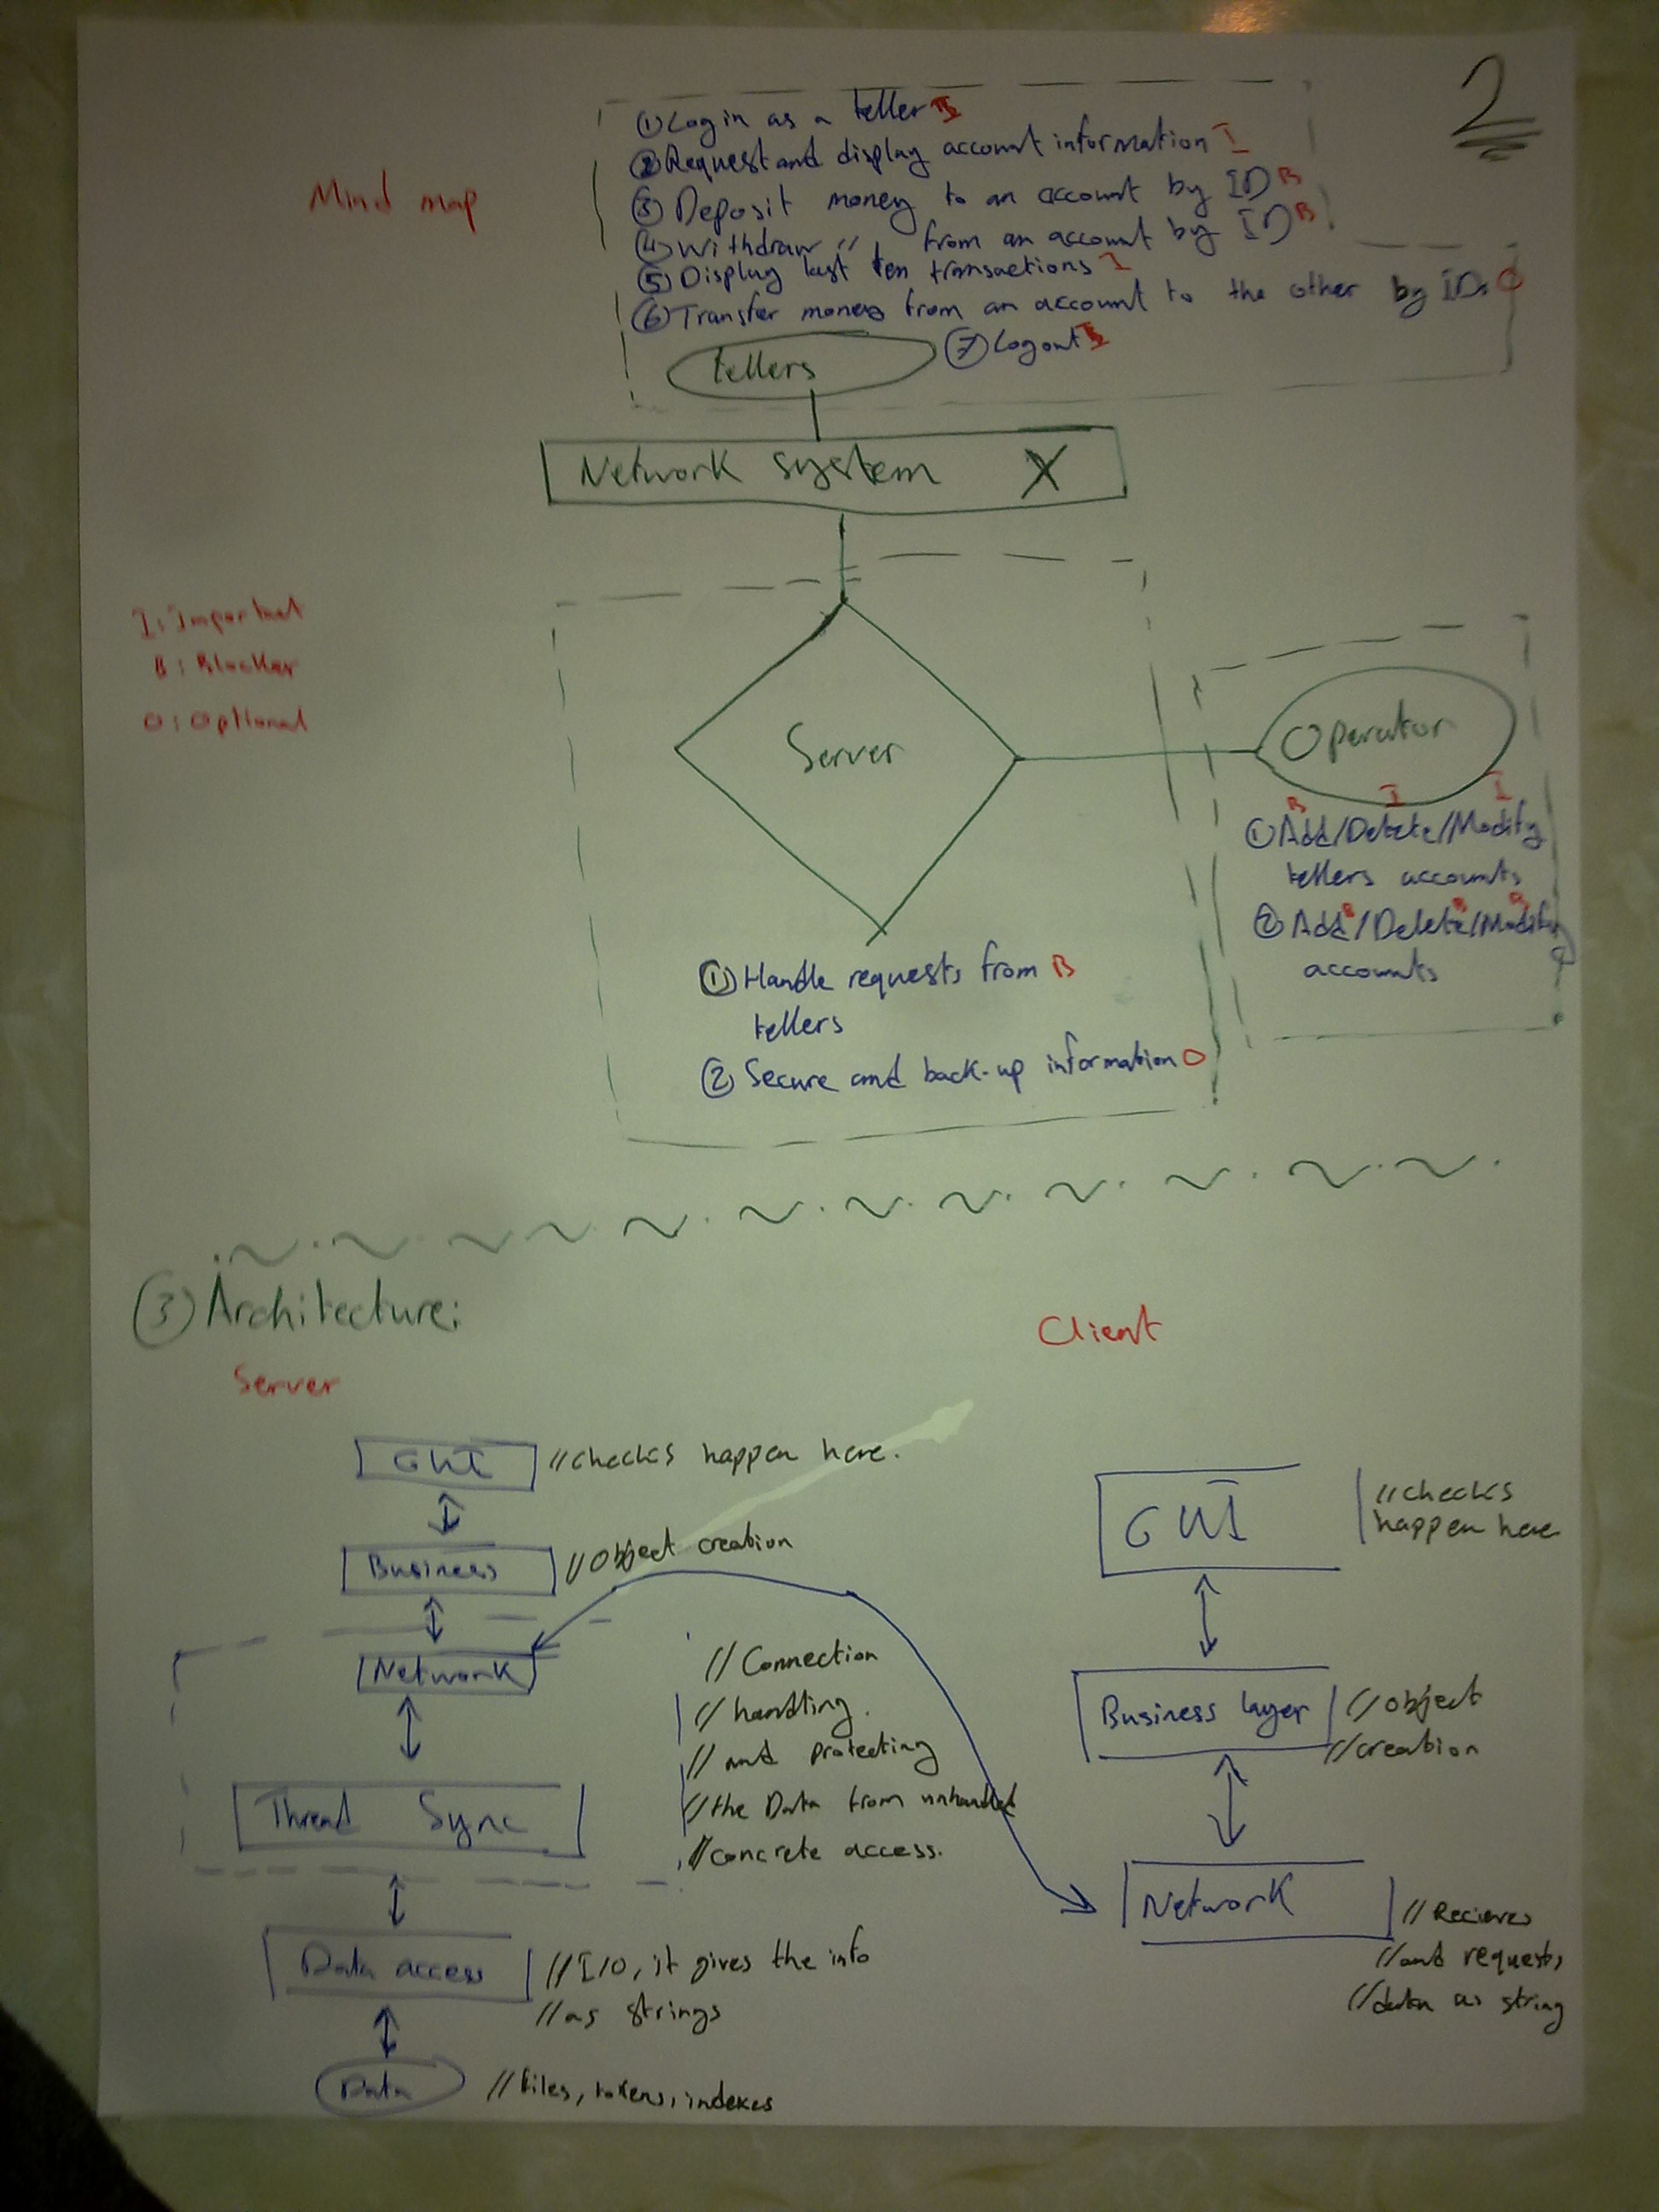 2
Mind map
① Login as a teller B
② Request and display account information I
③ Deposit money to an account by ID B
④ Withdraw " from an account by ID B
⑤ Display last ten transactions I
⑥ Transfer money from an account to the other by IDs O
tellers
⑦ Logout B
Network system X
I: Important
B: Blocker
O: Optional
Server
Operator
B I I
① Add/Delete/Modify
tellers accounts
B B B
② Add/Delete/Modify
accounts
① Handle requests from B
tellers
② Secure and back-up information O
③ Architecture:
Server
Client
GUI //checks happen here.
Business //Object creation
Network
Thread Sync
// Connection
// handling
// and protecting
// the Data from unhandled
// concrete access.
Data access //I/O, it gives the info
//as strings
Data //files, tokens, indexes
GUI //checks
happen here
Business layer //object
//creation
Network //Recieves
//and requests
//data as string